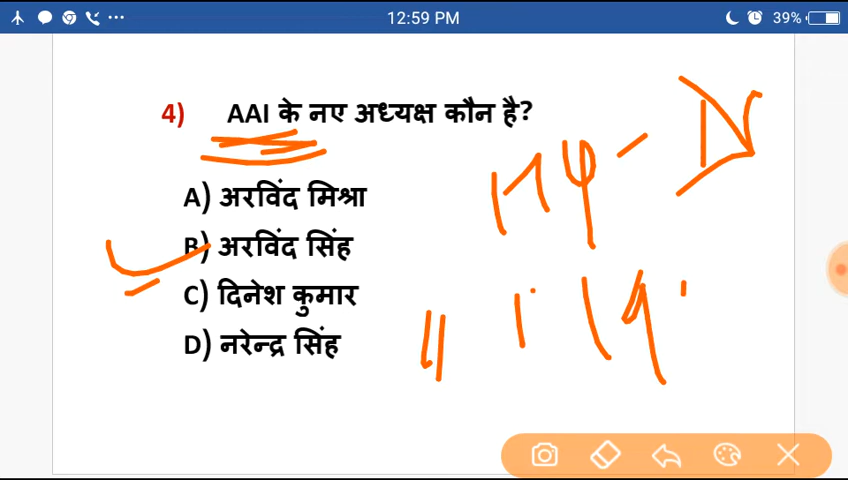 12:59 PM
39%
4) AAI के नए अध्यक्ष कौन है?
A) अरविंद मिश्रा
B) अरविंद सिंह
C) दिनेश कुमार
D) नरेन्द्र सिंह